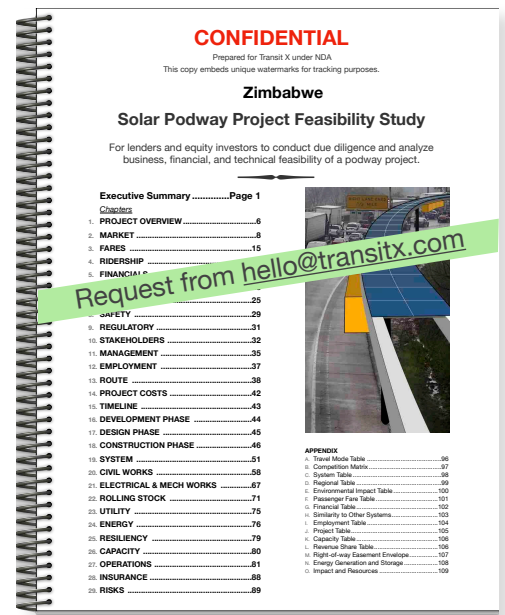 CONFIDENTIAL
Prepared for Transit X under NDA
This copy embeds unique watermarks for tracking purposes.
Zimbabwe
Solar Podway Project Feasibility Study
For lenders and equity investors to conduct due diligence and analyze
business, financial, and technical feasibility of a podway project.
Executive Summary ..............Page 1
Chapters
1. PROJECT OVERVIEW ..................................6
2. MARKET ..................................................8
3. FARES ..................................................15
4. RIDERSHIP
5. FINANCIALS
Request from hello@transitx.com
25
8. SAFETY ..................................................29
9. REGULATORY ..........................................31
10. STAKEHOLDERS ......................................32
11. MANAGEMENT ........................................35
12. EMPLOYMENT .........................................37
13. ROUTE ..................................................38
14. PROJECT COSTS .....................................42
15. TIMELINE ...............................................43
16. DEVELOPMENT PHASE ..............................44
17. DESIGN PHASE .......................................45
18. CONSTRUCTION PHASE .............................46
19. SYSTEM .................................................51
20. CIVIL WORKS ..........................................58
21. ELECTRICAL & MECH WORKS .....................67
22. ROLLING STOCK ......................................71
23. UTILITY ..................................................75
24. ENERGY .................................................76
25. RESILIENCY ............................................79
26. CAPACITY ..............................................80
27. OPERATIONS ...........................................81
28. INSURANCE .............................................88
29. RISKS ....................................................89
APPENDIX
A. Travel Mode Table ..................................96
B. Competition Matrix ..................................97
C. System Table .........................................98
D. Regional Table .......................................99
E. Environmental Impact Table .....................100
F. Passenger Fare Table .............................101
G. Financial Table ......................................102
H. Similarity to Other Systems .....................103
I. Employment Table ..................................104
J. Project Table .........................................105
K. Capacity Table .......................................106
L. Revenue Share Table ..............................106
M. Right-of-way Easement Envelope ..............107
N. Energy Generation and Storage ................108
O. Impact and Resources ............................109